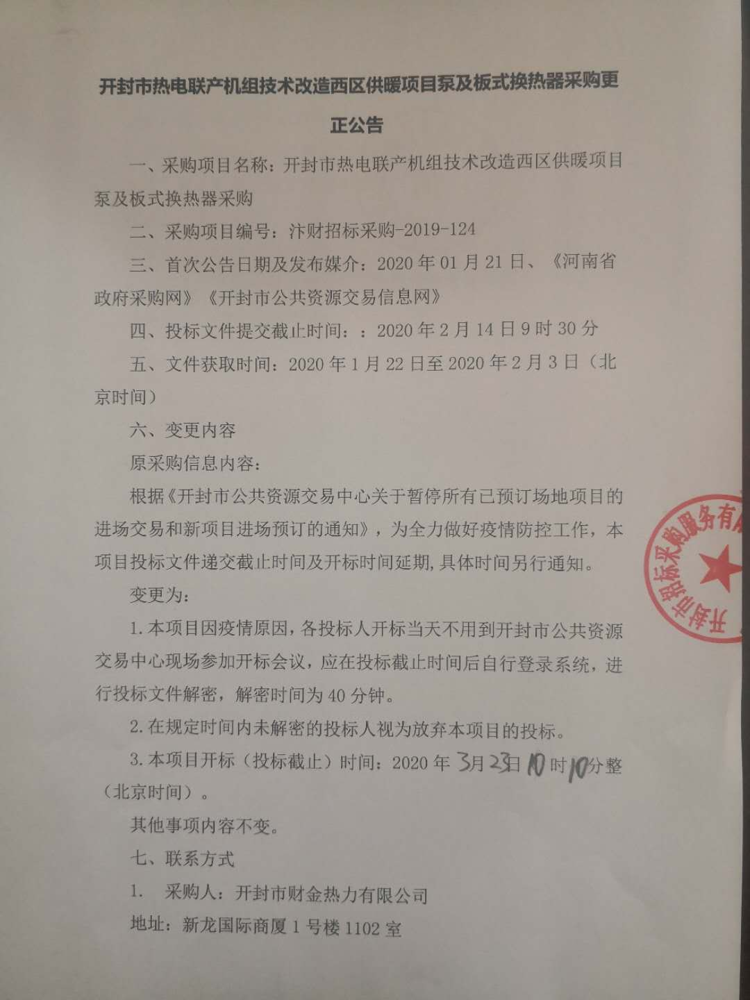 开封市热电联产机组技术改造西区供暖项目泵及板式换热器采购更
正公告
一、采购项目名称：开封市热电联产机组技术改造西区供暖项目
泵及板式换热器采购
二、采购项目编号：汴财招标采购-2019-124
三、首次公告日期及发布媒介：2020 年 01 月 21 日、《河南省
政府采购网》《开封市公共资源交易信息网》
四、投标文件提交截止时间：：2020 年 2 月 14 日 9 时 30 分
五、文件获取时间：2020 年 1 月 22 日至 2020 年 2 月 3 日（北
京时间）
六、变更内容
原采购信息内容：
根据《开封市公共资源交易中心关于暂停所有已预订场地项目的
进场交易和新项目进场预订的通知》，为全力做好疫情防控工作，本
项目投标文件递交截止时间及开标时间延期,具体时间另行通知。
变更为：
1.本项目因疫情原因，各投标人开标当天不用到开封市公共资源
交易中心现场参加开标会议，应在投标截止时间后自行登录系统，进
行投标文件解密，解密时间为 40 分钟。
2.在规定时间内未解密的投标人视为放弃本项目的投标。
3.本项目开标（投标截止）时间：2020 年 3月 23日 10 时 10分整
（北京时间）。
其他事项内容不变。
七、联系方式
1. 采购人：开封市财金热力有限公司
地址：新龙国际商厦 1 号楼 1102 室
开封市招标采购服务有限